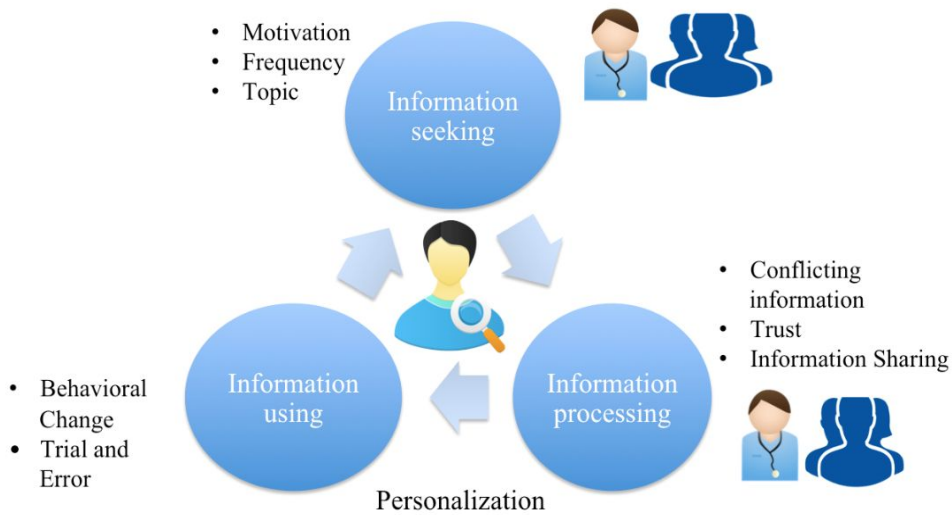 • Motivation
• Frequency
• Topic
Information
seeking
• Conflicting
information
• Trust
• Information Sharing
Information
processing
Information
using
• Behavioral
Change
• Trial and
Error
Personalization